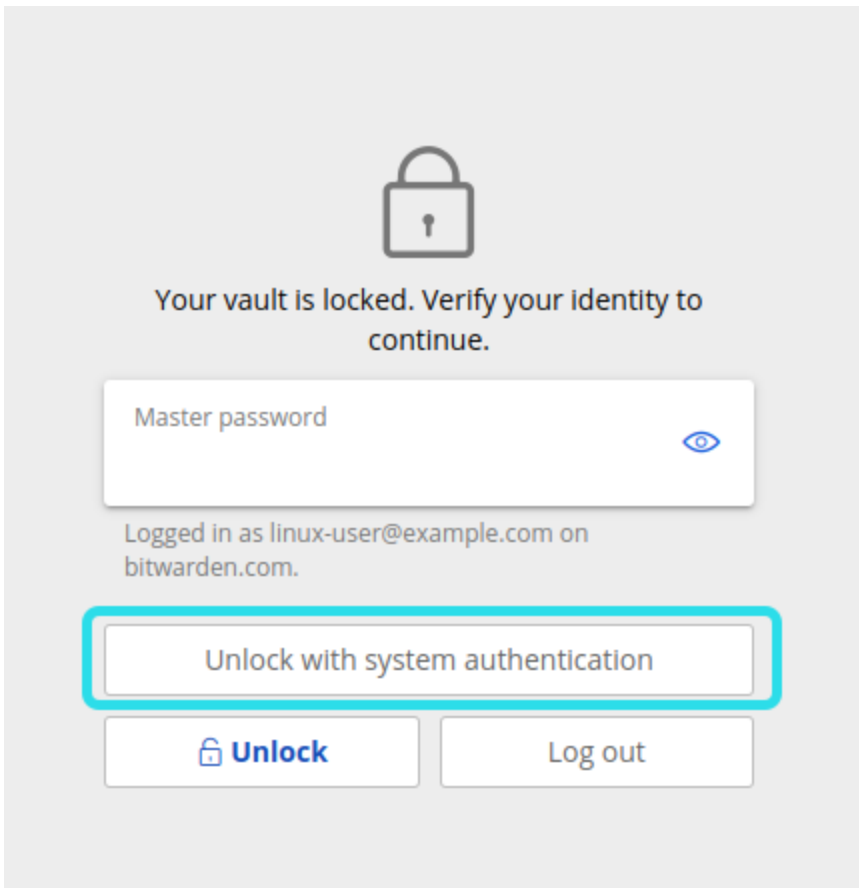 Your vault is locked. Verify your identity to
continue.
Master password
Logged in as linux-user@example.com on
bitwarden.com.
Unlock with system authentication
Unlock
Log out